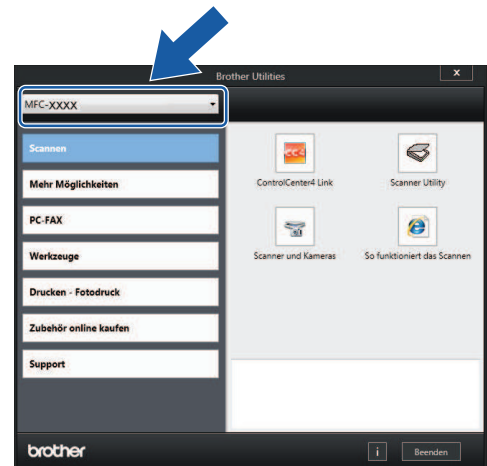 Brother Utilities
X
MFC-XXXX
Scannen
Mehr Möglichkeiten
PC-FAX
Werkzeuge
Drucken - Fotodruck
Zubehör online kaufen
Support
CC4
ControlCenter4 Link
Scanner Utility
Scanner und Kameras
So funktioniert das Scannen
brother
i
Beenden